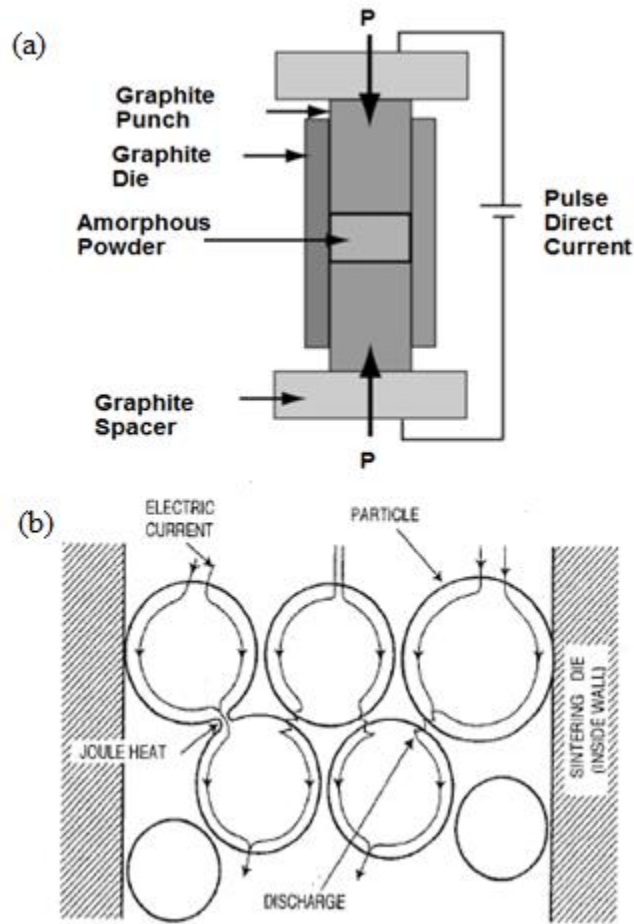 (a)
P
Graphite
Punch
Graphite
Die
Amorphous
Powder
Pulse
Direct
Current
Graphite
Spacer
P
(b)
ELECTRIC
CURRENT
PARTICLE
JOULE HEAT
SINTERING DIE
(INSIDE WALL)
DISCHARGE